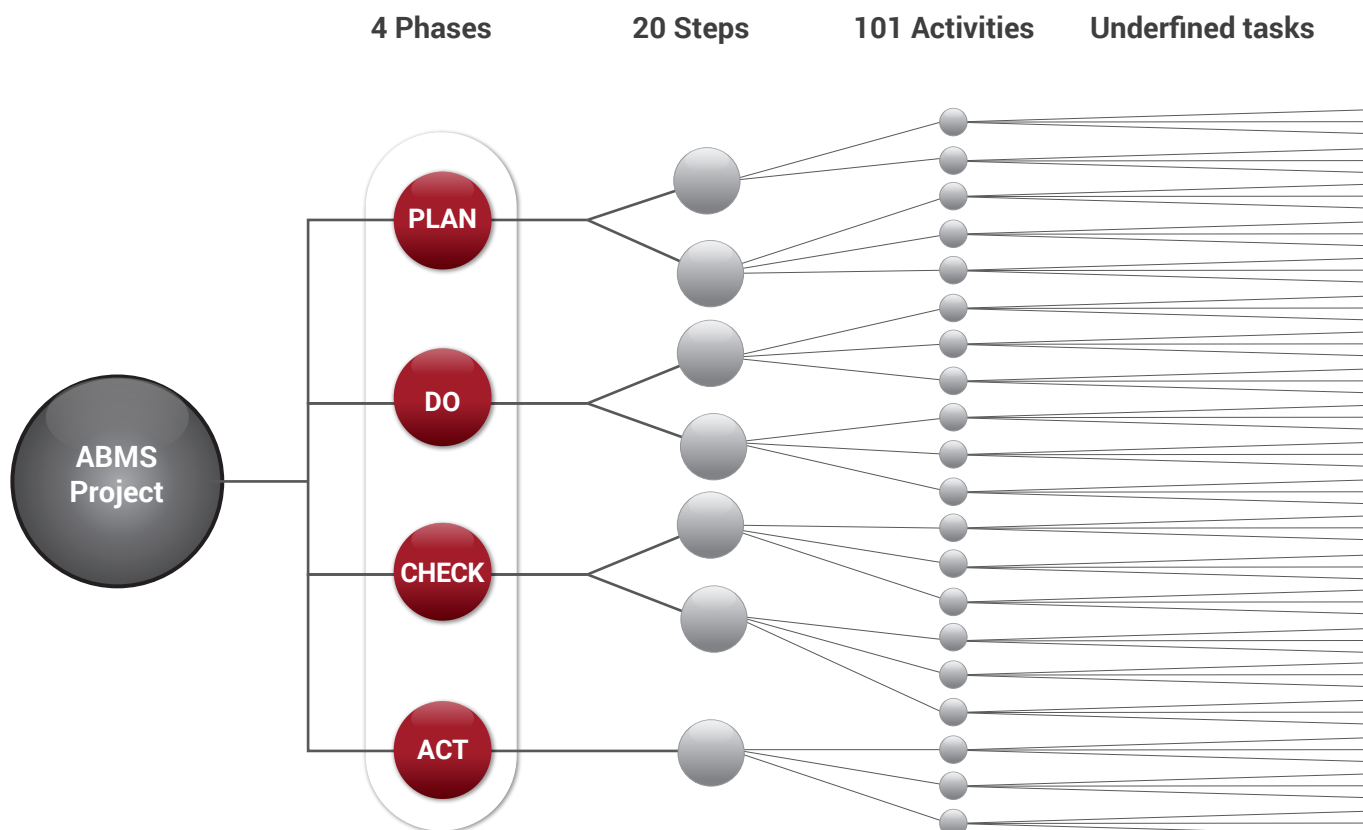 4 Phases
20 Steps
101 Activities
Underfined tasks
PLAN
DO
ABMS
Project
CHECK
ACT